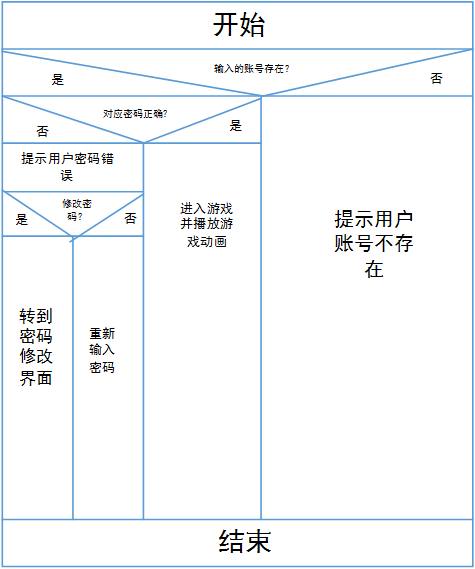 开始
输入的账号存在？
是
否
对应密码正确？
否
是
提示用户密码错
误
修改密
码？
是
否
进入游戏
并播放游
戏动画
提示用户
账号不存
在
转到
密码
修改
界面
重新
输入
密码
结束